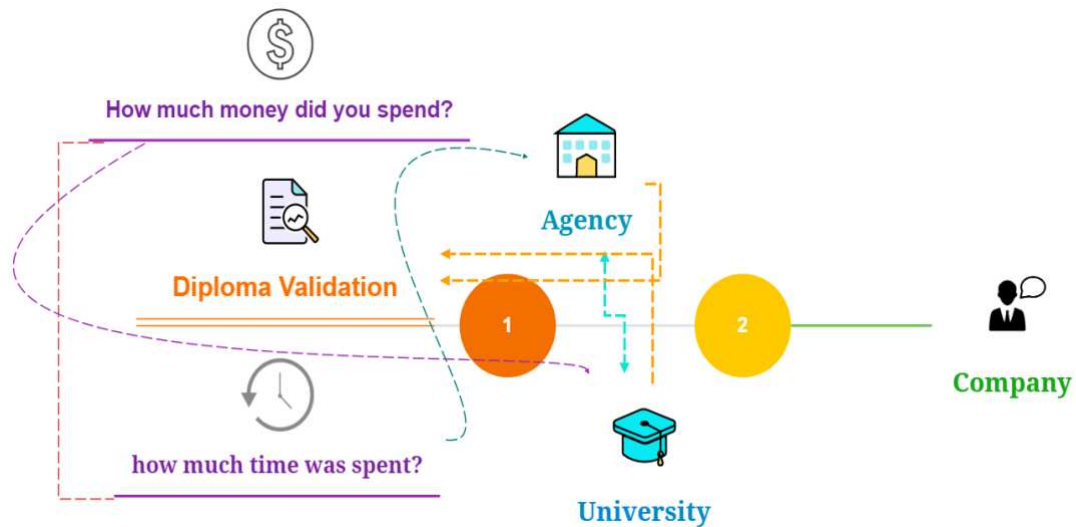 How much money did you spend?
Agency
Diploma Validation
1
2
Company
how much time was spent?
University